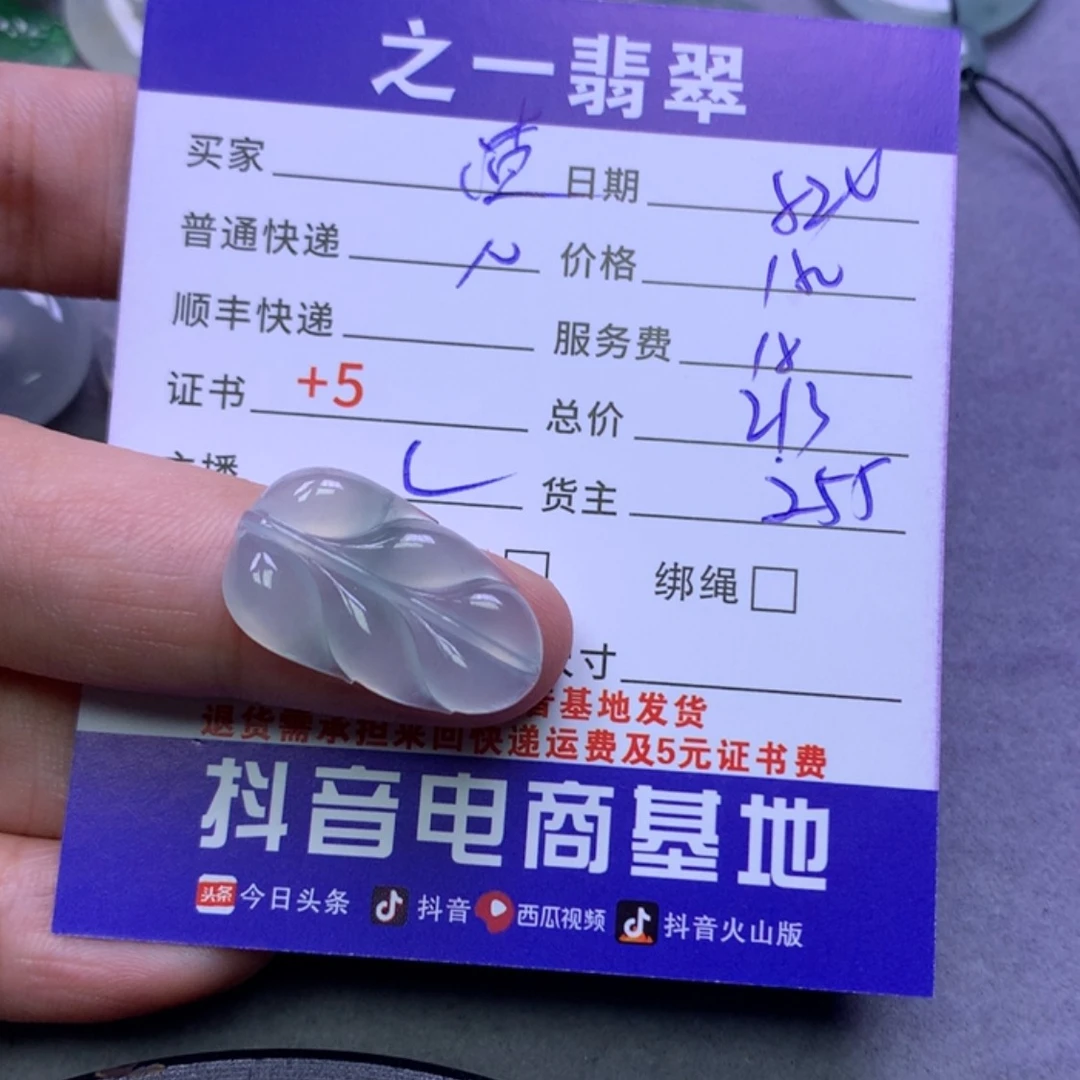 之一翡翠
买家 日期
普通快递 价格
顺丰快递 服务费 18
证书 +5 总价 213
主播 货主 255
绑绳
寸
音基地发货
退货需承担来回快递运费及5元证书费
抖音电商基地
头条 今日头条 抖音 西瓜视频 抖音火山版